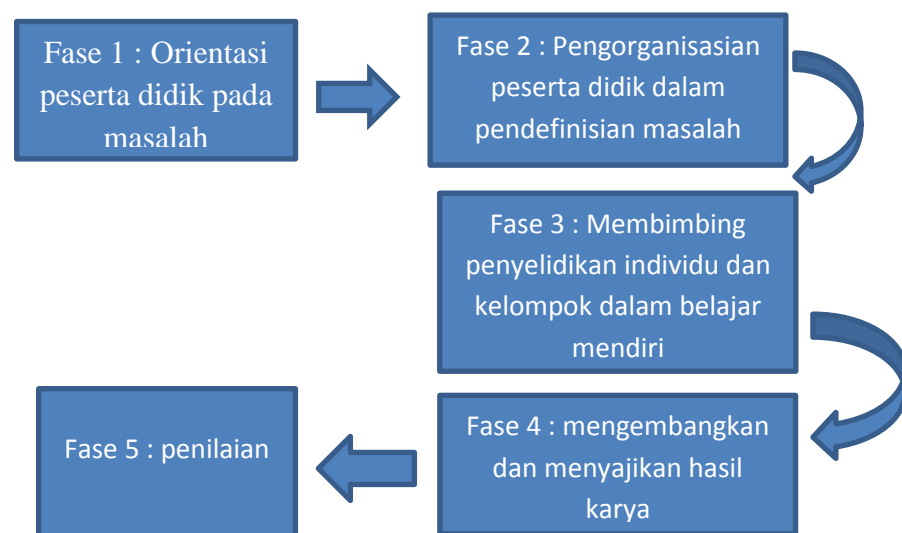 Fase 1 : Orientasi
peserta didik pada
masalah
Fase 2 : Pengorganisasian
peserta didik dalam
pendefinisian masalah
Fase 3 : Membimbing
penyelidikan individu dan
kelompok dalam belajar
mendiri
Fase 4 : mengembangkan
dan menyajikan hasil
karya
Fase 5 : penilaian